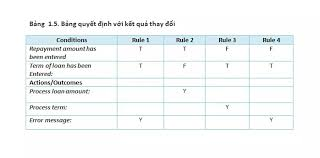 Bảng 1.5. Bảng quyết định với kết quả thay đổi
Conditions Rule 1 Rule 2 Rule 3 Rule 4
Repayment amount has T T F F
been entered
Term of loan has been T F T F
Entered:
Actions/Outcomes
Process loan amount: Y
Process term: Y
Error message: Y Y